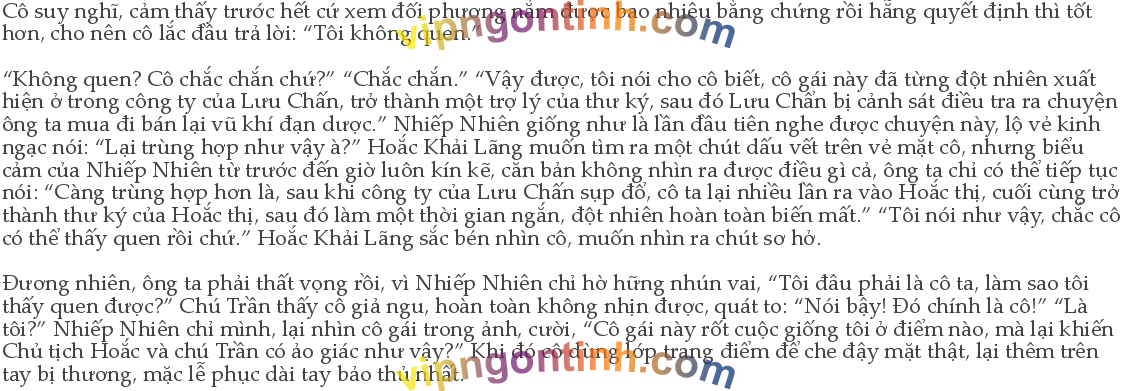 Cô suy nghĩ, cảm thấy trước hết cứ xem đối phương nắm được bao nhiêu bằng chứng rồi hẵng quyết định thì tốt
hơn, cho nên cô lắc đầu trả lời: “Tôi không quen.”
vipngontinh.com
“Không quen? Cô chắc chắn chứ?” “Chắc chắn.” “Vậy được, tôi nói cho cô biết, cô gái này đã từng đột nhiên xuất
hiện ở trong công ty của Lưu Chấn, trở thành một trợ lý của thư ký, sau đó Lưu Chấn bị cảnh sát điều tra ra chuyện
ông ta mua đi bán lại vũ khí đạn dược.” Nhiếp Nhiên giống như là lần đầu tiên nghe được chuyện này, lộ vẻ kinh
ngạc nói: “Lại trùng hợp như vậy à?” Hoắc Khải Lãng muốn tìm ra một chút dấu vết trên vẻ mặt cô, nhưng biểu
cảm của Nhiếp Nhiên từ trước đến giờ luôn kín kẽ, căn bản không nhìn ra được điều gì cả, ông ta chỉ có thể tiếp tục
nói: “Càng trùng hợp hơn là, sau khi công ty của Lưu Chấn sụp đổ, cô ta lại nhiều lần ra vào Hoắc thị, cuối cùng trở
thành thư ký của Hoắc thị, sau đó làm một thời gian ngắn, đột nhiên hoàn toàn biến mất.” “Tôi nói như vậy, chắc cô
có thể thấy quen rồi chứ.” Hoắc Khải Lãng sắc bén nhìn cô, muốn nhìn ra chút sơ hở.
Đương nhiên, ông ta phải thất vọng rồi, vì Nhiếp Nhiên chỉ hờ hững nhún vai, “Tôi đâu phải là cô ta, làm sao tôi
thấy quen được?” Chú Trần thấy cô giả ngu, hoàn toàn không nhịn được, quát to: “Nói bậy! Đó chính là cô!” “Là
tôi?” Nhiếp Nhiên chỉ mình, lại nhìn cô gái trong ảnh, cười, “Cô gái này rốt cuộc giống tôi ở điểm nào, mà lại khiến
Chủ tịch Hoắc và chú Trần có ảo giác như vậy?” Khi đó cô dùng lớp trang điểm để che đậy mặt thật, lại thêm trên
tay bị thương, mặc lễ phục dài tay bảo thủ nhất.
vipngontinh.com